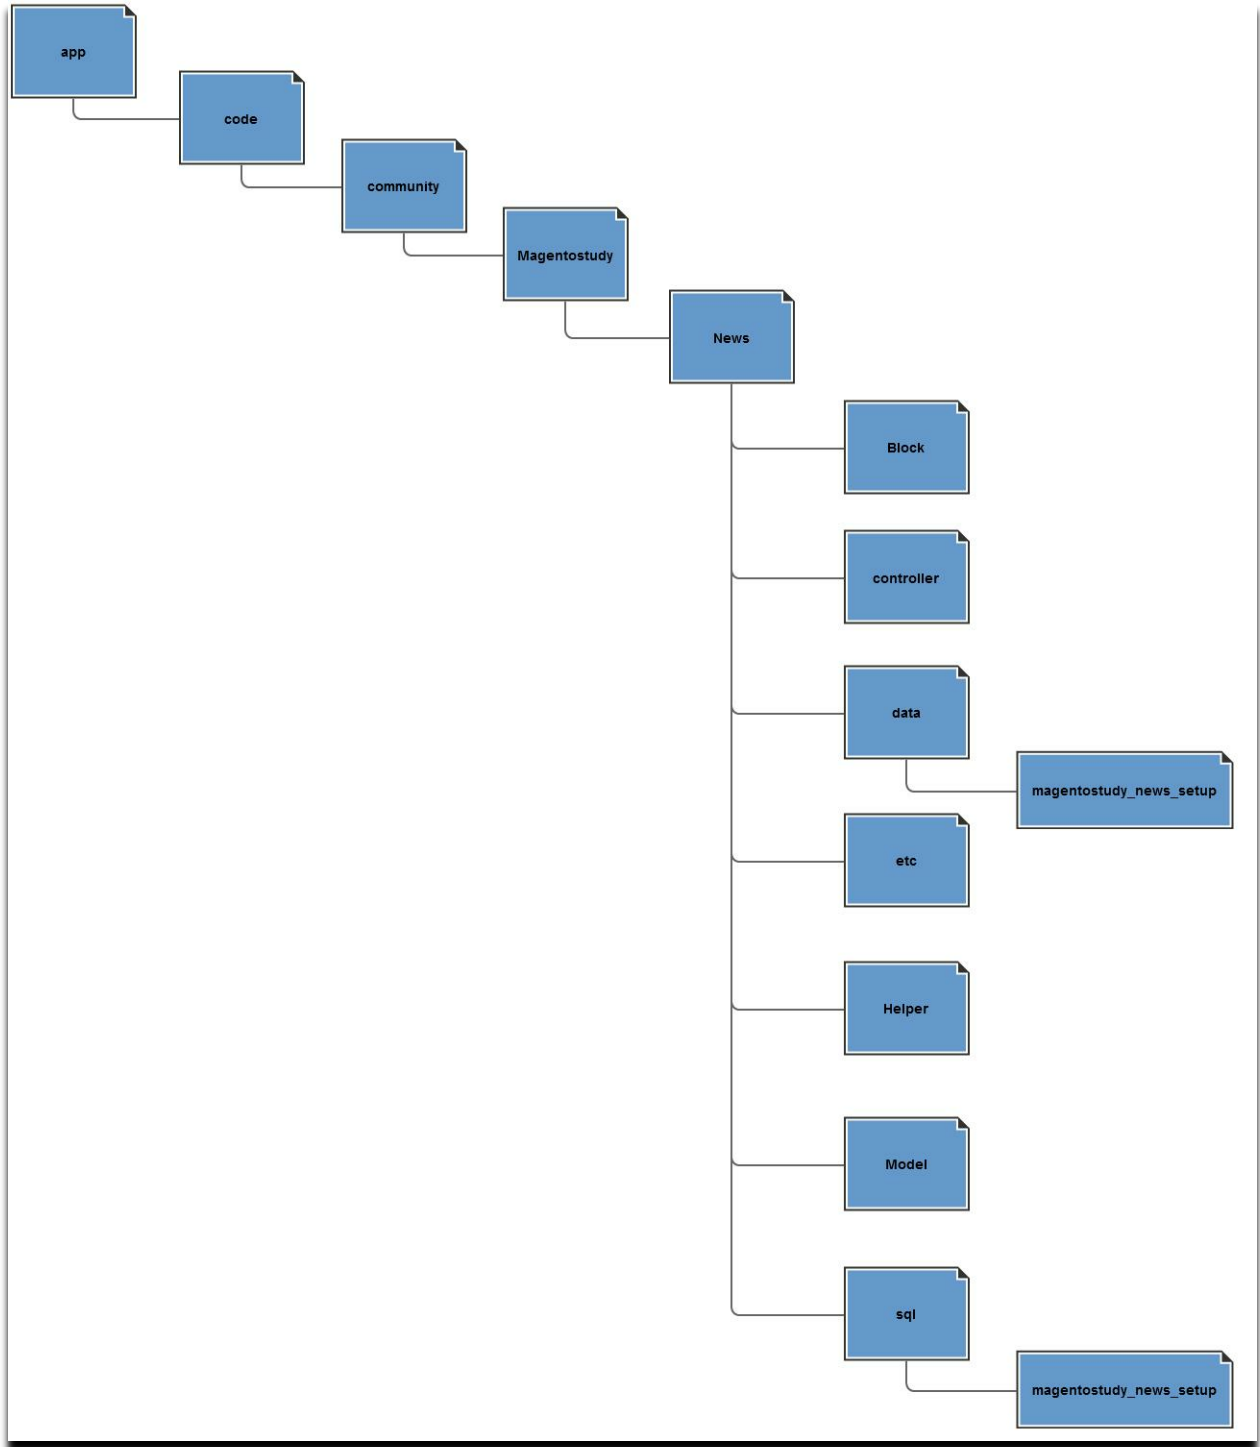 app
code
community
Magentostudy
News
Block
controller
data
magentostudy_news_setup
etc
Helper
Model
sql
magentostudy_news_setup